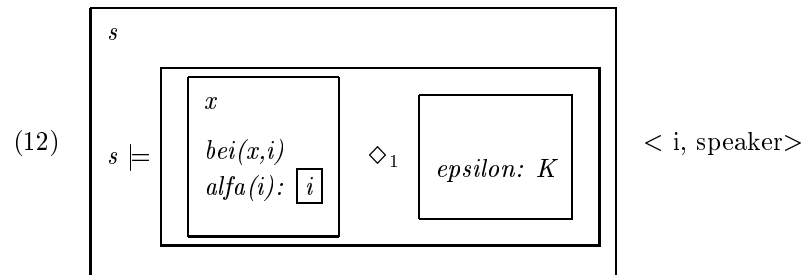 s
x
bei(x,i)
(12) s |= alfa(i): i ◇1 epsilon: K < i, speaker>